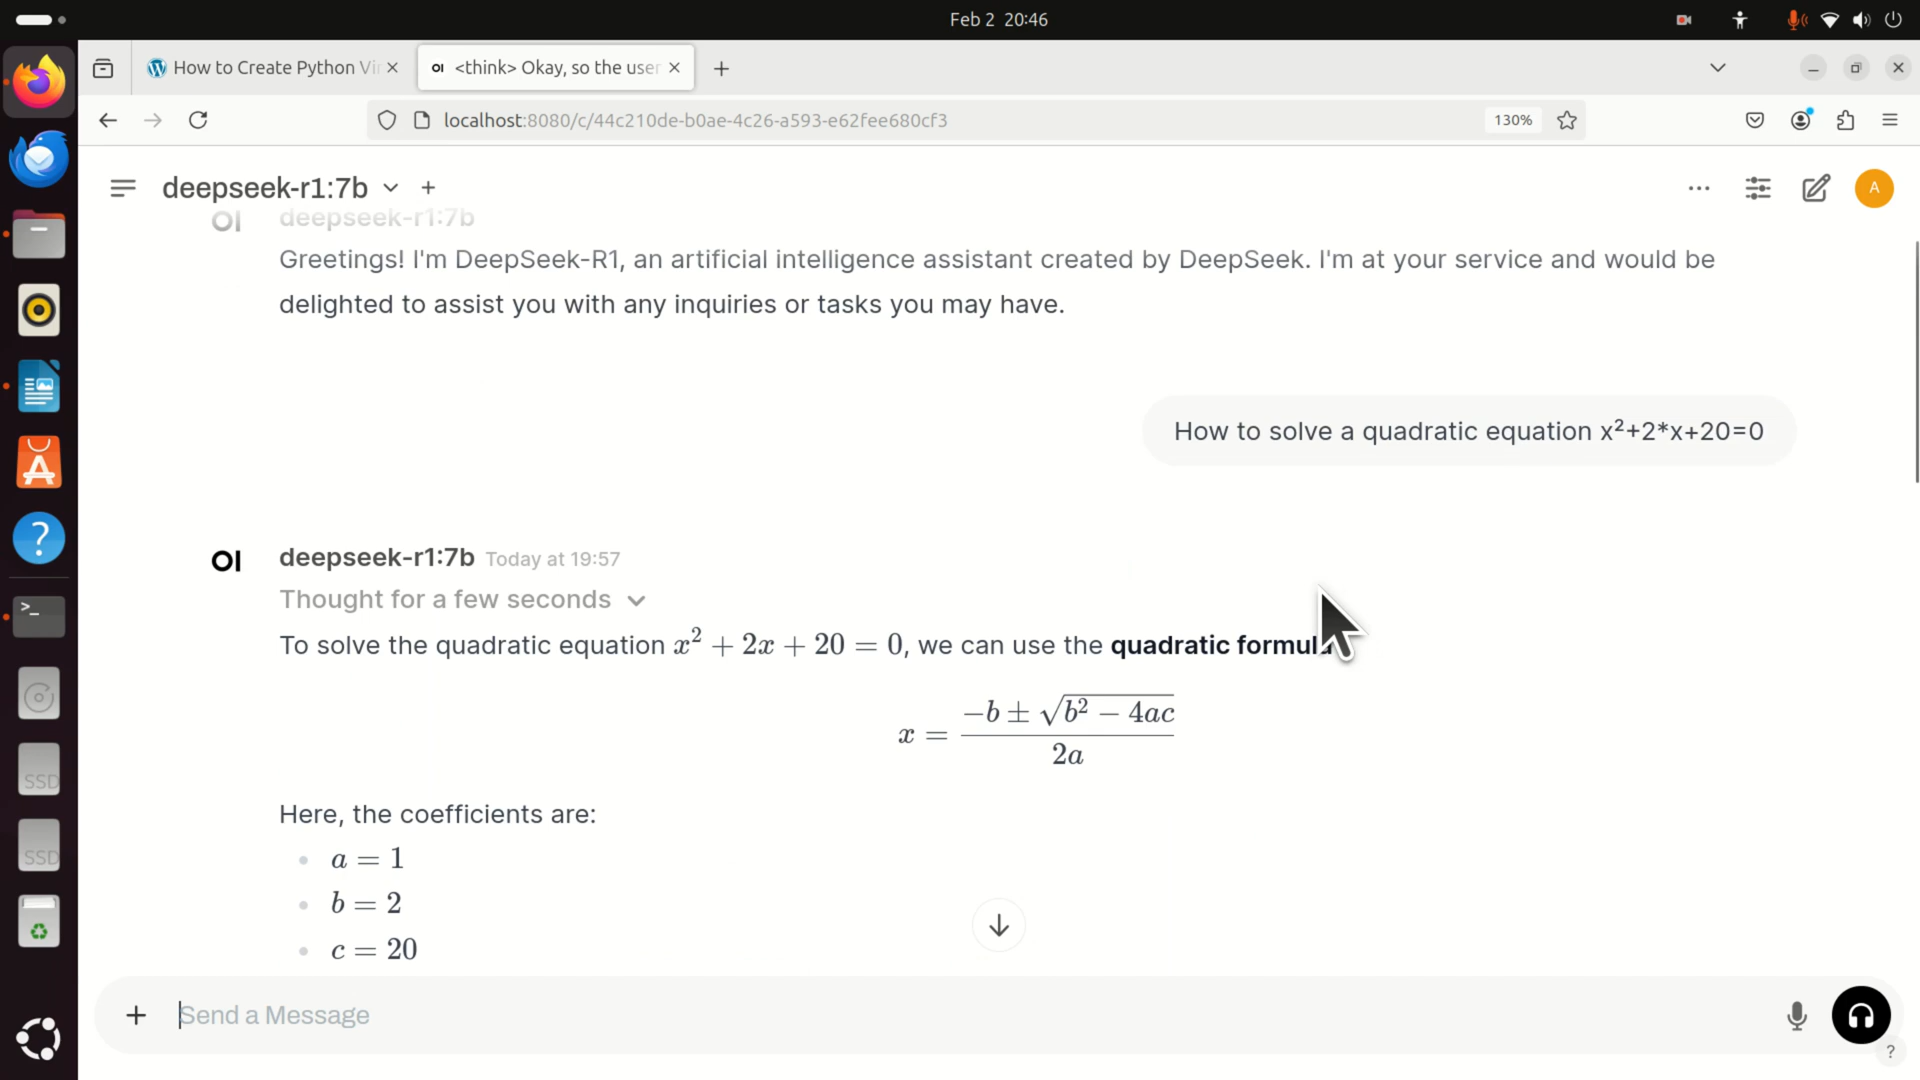 Feb 2 20:46
How to Create Python Vi
<think> Okay, so the user
localhost:8080/c/44c210de-b0ae-4c26-a593-e62fee680cf3
130%
deepseek-r1:7b
A
OI deepseek-r1:7b
Greetings! I'm DeepSeek-R1, an artificial intelligence assistant created by DeepSeek. I'm at your service and would be
delighted to assist you with any inquiries or tasks you may have.
How to solve a quadratic equation x²+2*x+20=0
OI deepseek-r1:7b Today at 19:57
Thought for a few seconds
To solve the quadratic equation x² + 2x + 20 = 0, we can use the quadratic formula
x = (−b ± √(b² − 4ac)) / 2a
Here, the coefficients are:
• a = 1
• b = 2
• c = 20
SSD
SSD
Send a Message
?